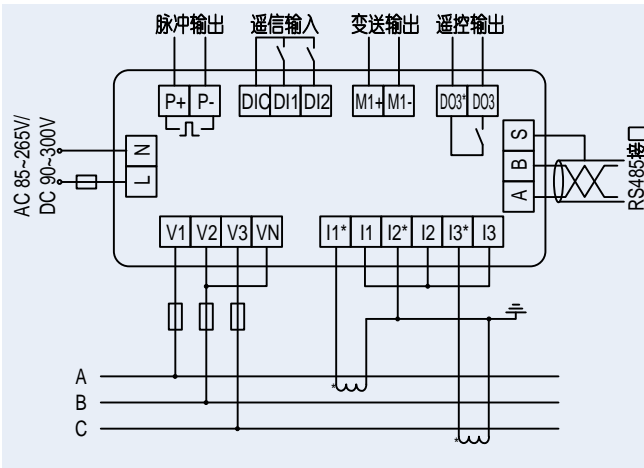 脉冲输出 遥信输入 变送输出 遥控输出
P+ P- DIC DI1 DI2 M1+ M1- DO3* DO3
AC 85~265V/
DC 90~300V
N
L
S
B
A
RS485接口
V1 V2 V3 VN I1* I1 I2* I2 I3* I3
A
*
B
C
*